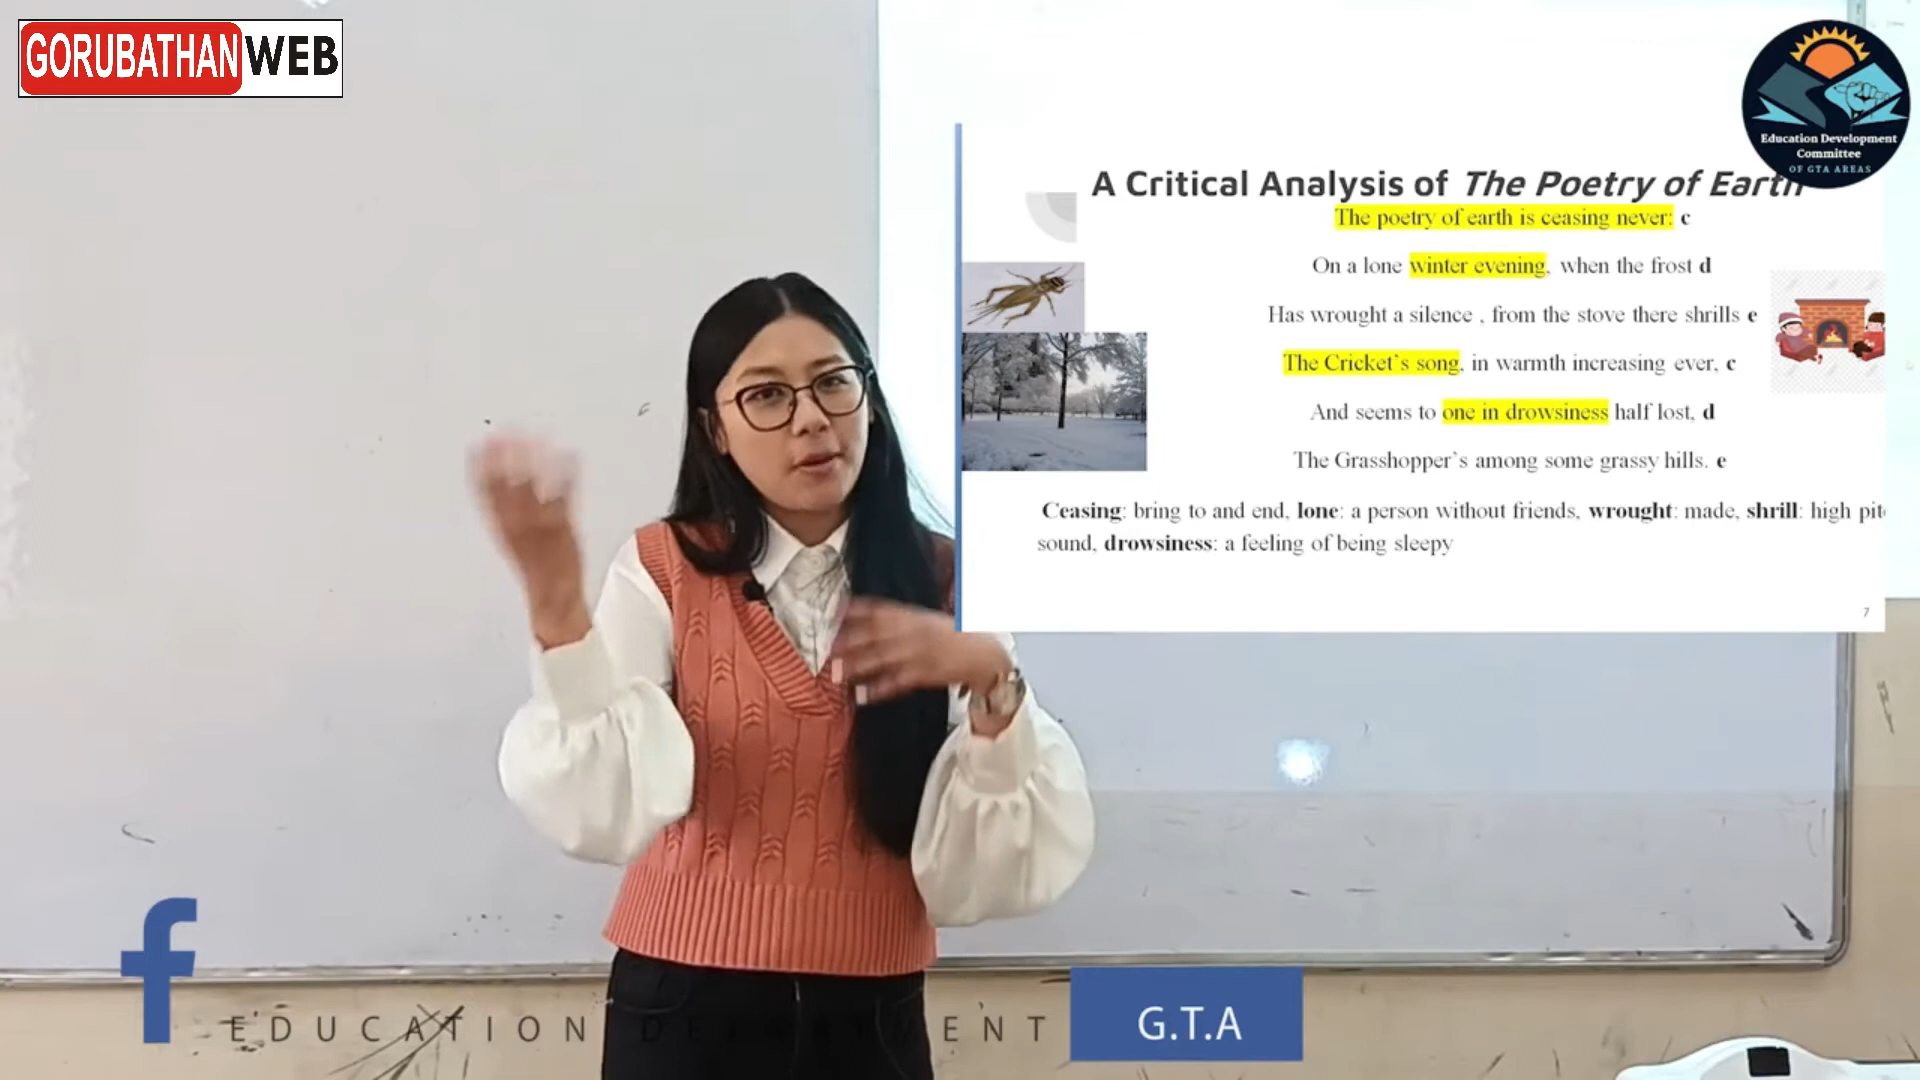 GORUBATHAN WEB
Education Development
Committee
OF GTA AREAS
A Critical Analysis of The Poetry of Earth
The poetry of earth is ceasing never: c
On a lone winter evening, when the frost d
Has wrought a silence , from the stove there shrills e
The Cricket's song, in warmth increasing ever, c
And seems to one in drowsiness half lost, d
The Grasshopper's among some grassy hills. e
Ceasing: bring to and end, lone: a person without friends, wrought: made, shrill: high pit
sound, drowsiness: a feeling of being sleepy
7
f
EDUCATION DEPARTMENT G.T.A